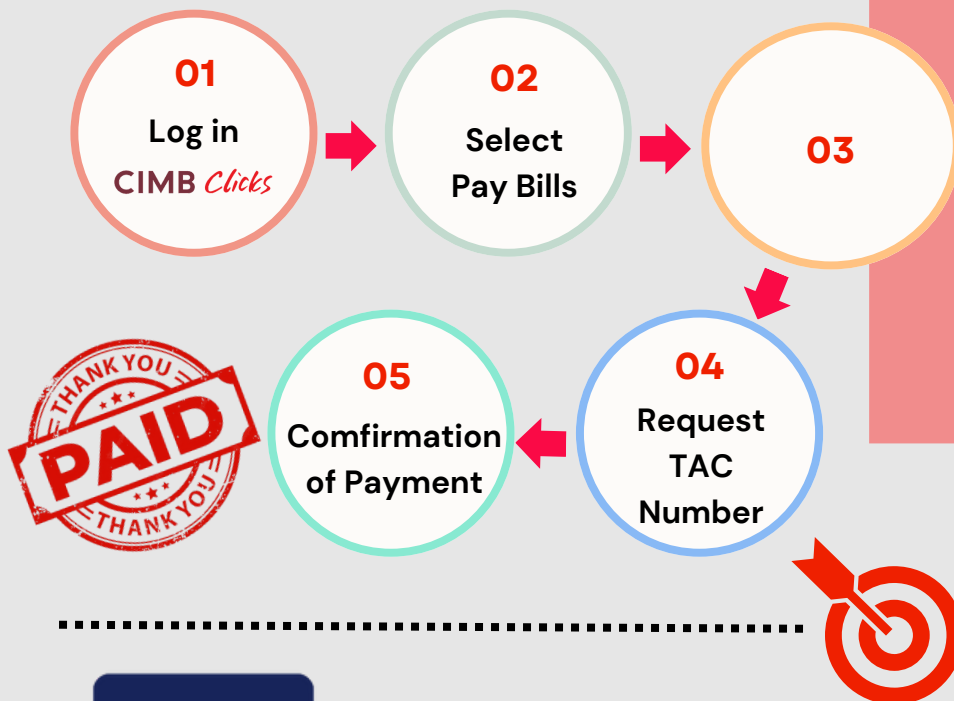 01
Log in
CIMB Clicks
02
Select
Pay Bills
03
04
Request
TAC
Number
05
Comfirmation
of Payment
THANK YOU
PAID
THANK YOU